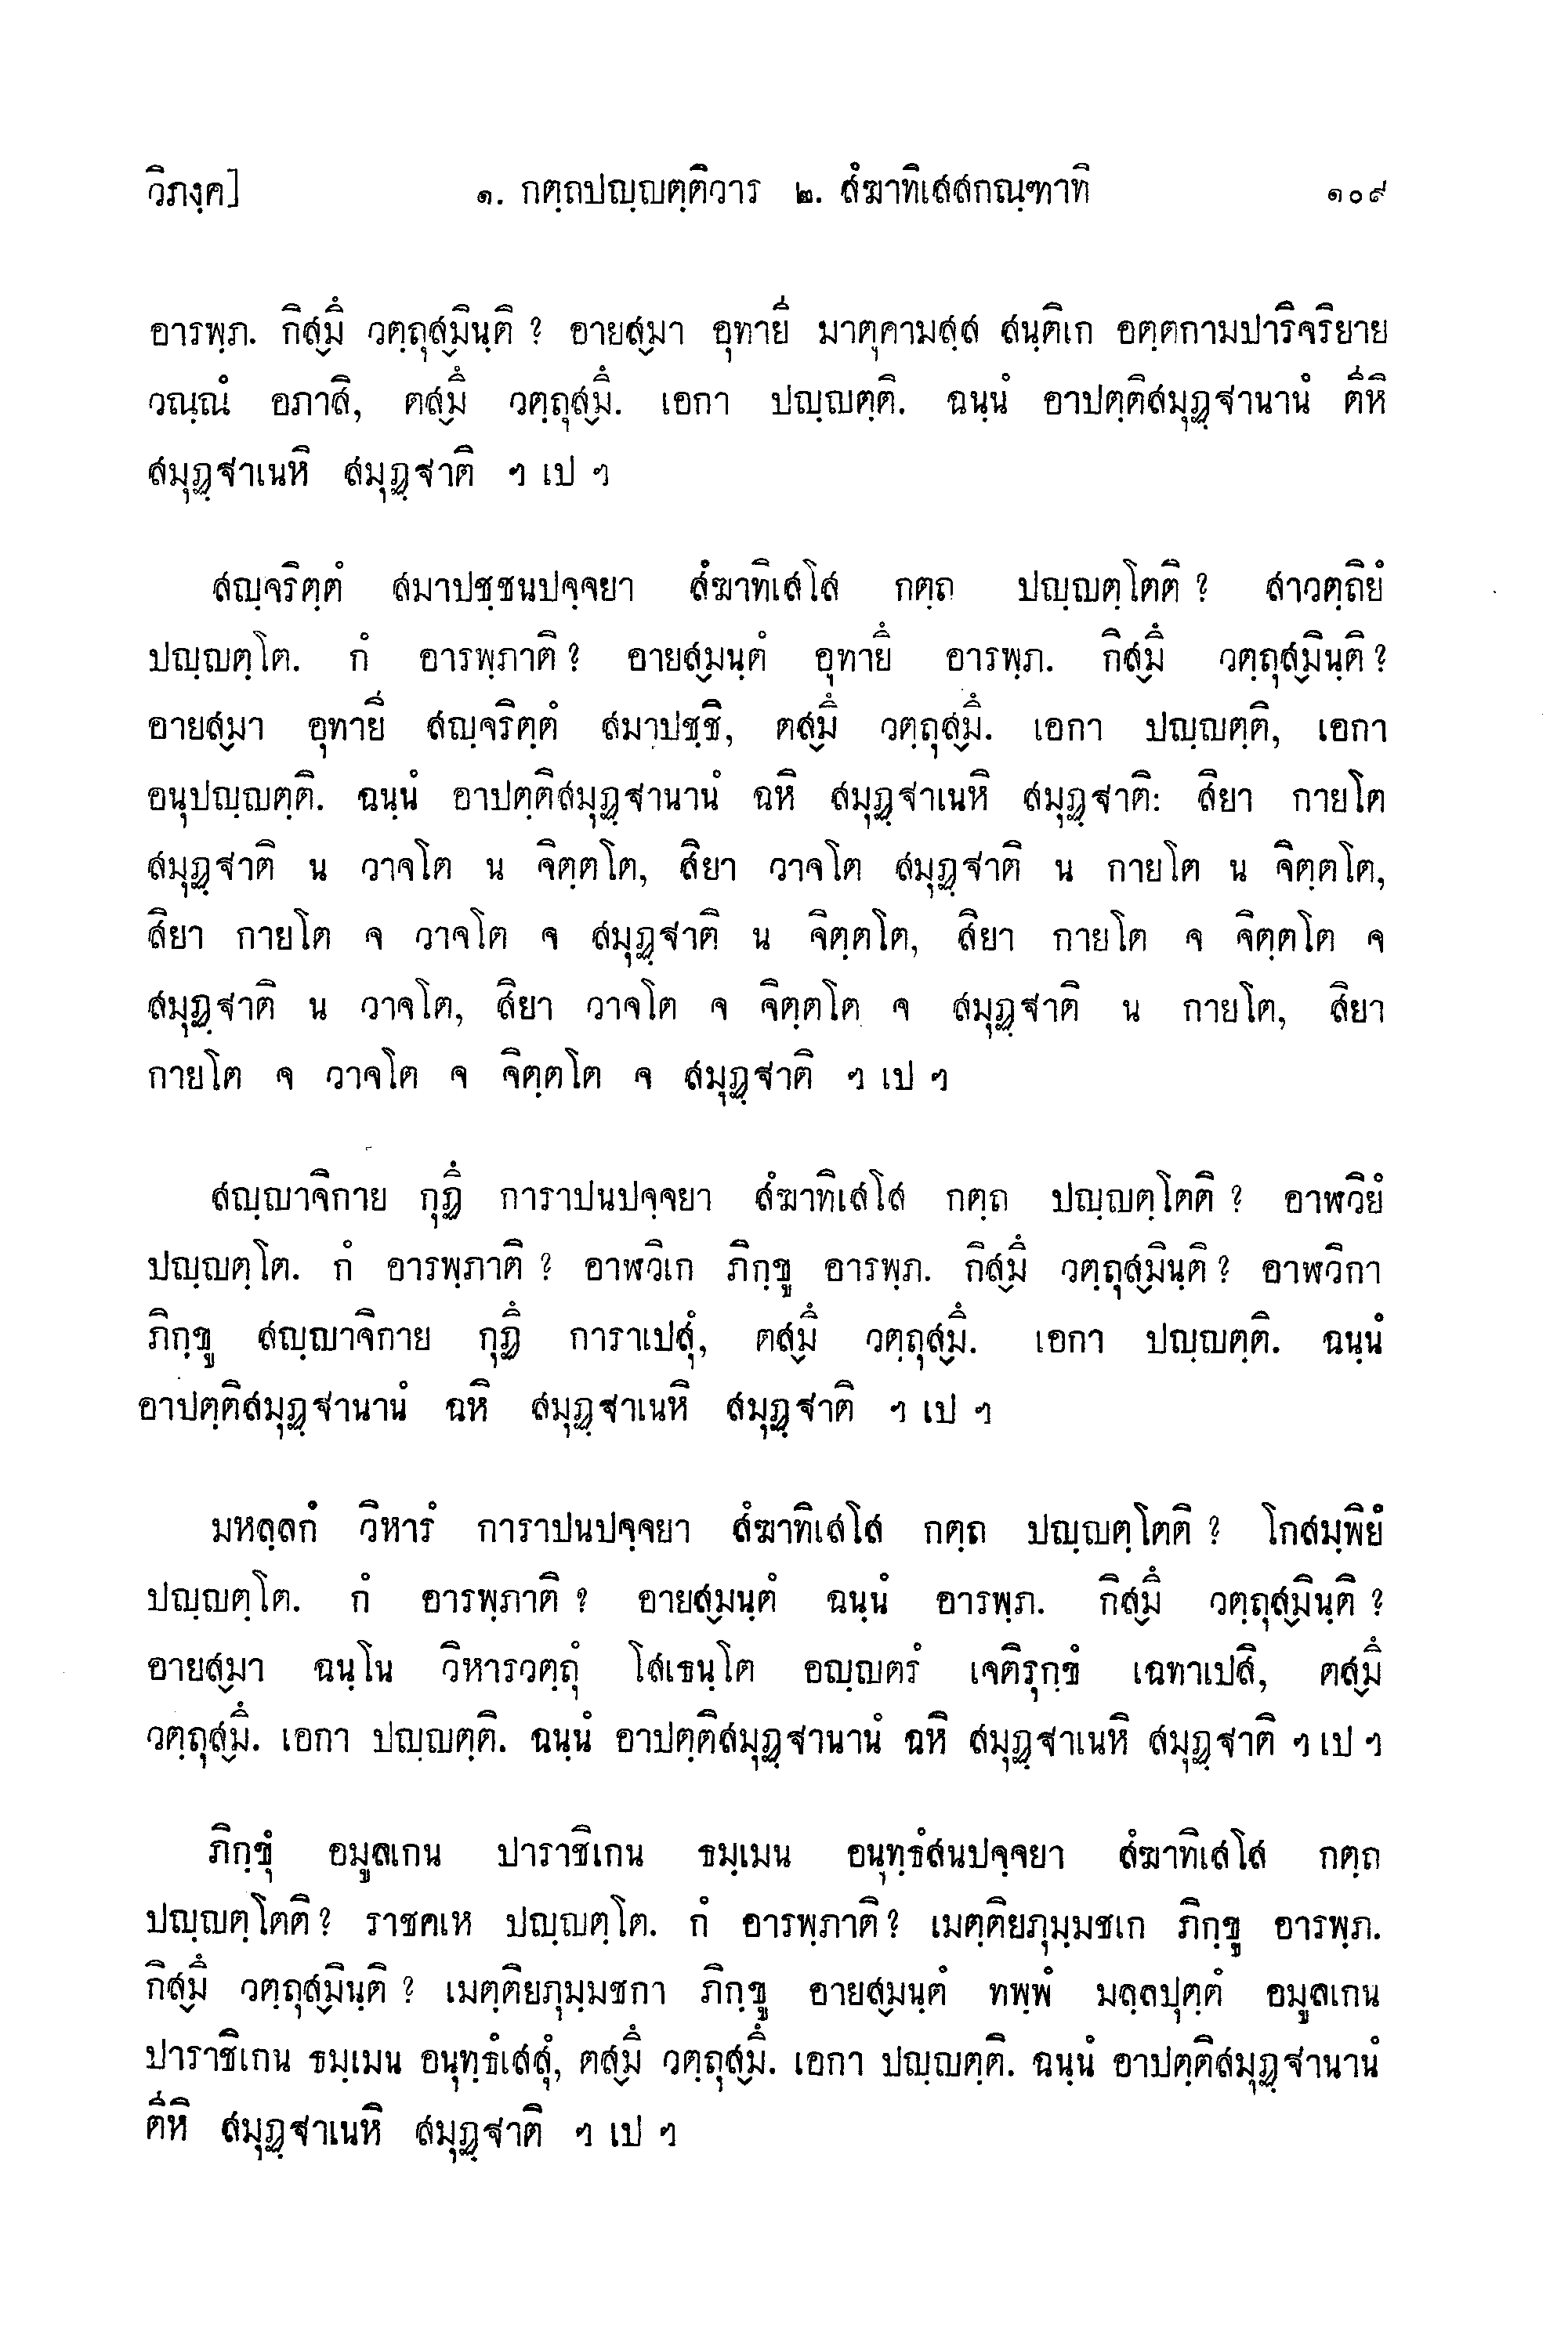 วิภงฺค]	๑. กตฺถปญฺญตฺติวาร ๒. สํฆาทิเสสกณฺฑาทิ	๑๐๙
อารพฺภ. กิสฺมึ วตฺถุสฺมินฺติ ? อายสฺมา อุทายี มาตุคามสฺส สนฺติเก อตฺตกามปาริจริยาย
วณฺณํ อภาสิ, ตสฺมึ วตฺถุสฺมึ. เอกา ปญฺญตฺติ. ฉนฺนํ อาปตฺติสมุฏฺฐานานํ ตีหิ
สมุฏฺฐาเนหิ สมุฏฺฐาติ ฯ เป ฯ
สญฺจริตฺตํ สมาปชฺชนปจฺจยา สํฆาทิเสโส กตฺถ ปญฺญตฺโตติ ? สาวตฺถิยํ
ปญฺญตฺโต. กํ อารพฺภาติ ? อายสฺมนฺตํ อุทายึ อารพฺภ. กิสฺมึ วตฺถุสฺมินฺติ ?
อายสฺมา อุทายี สญฺจริตฺตํ สมาปชฺชิ, ตสฺมึ วตฺถุสฺมึ. เอกา ปญฺญตฺติ, เอกา
อนุปญฺญตฺติ. ฉนฺนํ อาปตฺติสมุฏฺฐานานํ ฉหิ สมุฏฺฐาเนหิ สมุฏฺฐาติ: สิยา กายโต
สมุฏฺฐาติ น วาจโต น จิตฺตโต, สิยา วาจโต สมุฏฺฐาติ น กายโต น จิตฺตโต,
สิยา กายโต จ วาจโต จ สมุฏฺฐาติ น จิตฺตโต, สิยา กายโต จ จิตฺตโต จ
สมุฏฺฐาติ น วาจโต, สิยา วาจโต จ จิตฺตโต จ สมุฏฺฐาติ น กายโต, สิยา
กายโต จ วาจโต จ จิตฺตโต จ สมุฏฺฐาติ ฯ เป ฯ
สญฺญาจิกาย กุฏึ การาปนปจฺจยา สํฆาทิเสโส กตฺถ ปญฺญตฺโตติ ? อาฬวิยํ
ปญฺญตฺโต. กํ อารพฺภาติ ? อาฬวิเก ภิกฺขู อารพฺภ. กิสฺมึ วตฺถุสฺมินฺติ ? อาฬวิกา
ภิกฺขู สญฺญาจิกาย กุฏึ การาเปสุํ, ตสฺมึ วตฺถุสฺมึ. เอกา ปญฺญตฺติ. ฉนฺนํ
อาปตฺติสมุฏฺฐานานํ ฉหิ สมุฏฺฐาเนหิ สมุฏฺฐาติ ฯ เป ฯ
มหลฺลกํ วิหารํ การาปนปจฺจยา สํฆาทิเสโส กตฺถ ปญฺญตฺโตติ ? โกสมฺพิยํ
ปญฺญตฺโต. กํ อารพฺภาติ ? อายสฺมนฺตํ ฉนฺนํ อารพฺภ. กิสฺมึ วตฺถุสฺมินฺติ ?
อายสฺมา ฉนฺโน วิหารวตฺถุํ โสเธนฺโต อญฺญตรํ เจติรุกฺขํ เฉทาเปสิ, ตสฺมึ
วตฺถุสฺมึ. เอกา ปญฺญตฺติ. ฉนฺนํ อาปตฺติสมุฏฺฐานานํ ฉหิ สมุฏฺฐาเนหิ สมุฏฺฐาติ ฯ เป ฯ
ภิกฺขุํ อมูลเกน ปาราชิเกน ธมฺเมน อนุทฺธํสนปจฺจยา สํฆาทิเสโส กตฺถ
ปญฺญตฺโตติ ? ราชคเห ปญฺญตฺโต. กํ อารพฺภาติ ? เมตฺติยภุมฺมชเก ภิกฺขู อารพฺภ.
กิสฺมึ วตฺถุสฺมินฺติ ? เมตฺติยภุมฺมชกา ภิกฺขู อายสฺมนฺตํ ทพฺพํ มลฺลปุตฺตํ อมูลเกน
ปาราชิเกน ธมฺเมน อนุทฺธํเสสุํ, ตสฺมึ วตฺถุสฺมึ. เอกา ปญฺญตฺติ. ฉนฺนํ อาปตฺติสมุฏฺฐานานํ
ตีหิ สมุฏฺฐาเนหิ สมุฏฺฐาติ ฯ เป ฯ